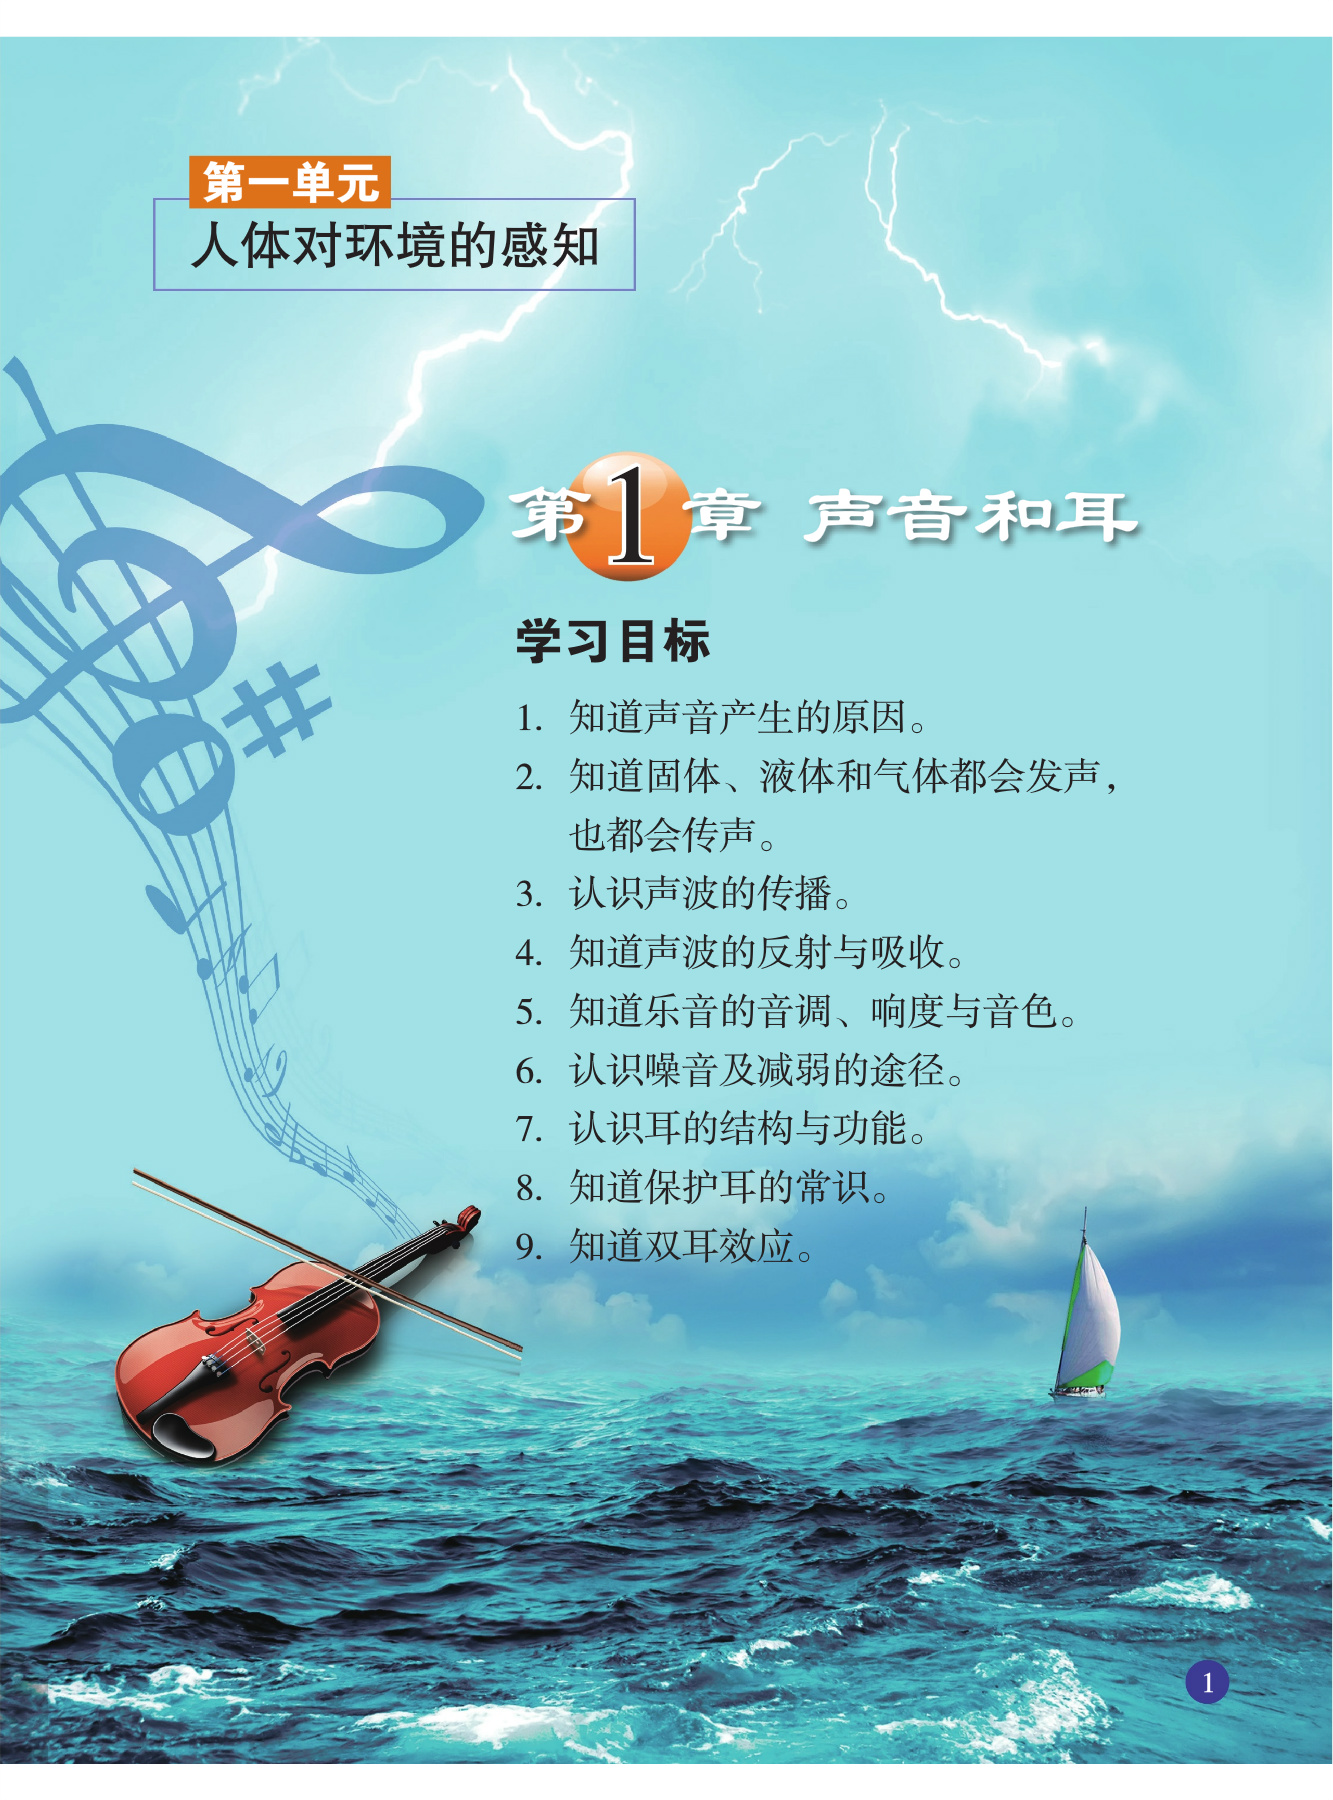 第一单元
人体对环境的感知
第1章 声音和耳
学习目标
1. 知道声音产生的原因。
2. 知道固体、液体和气体都会发声，
也都会传声。
3. 认识声波的传播。
4. 知道声波的反射与吸收。
5. 知道乐音的音调、响度与音色。
6. 认识噪音及减弱的途径。
7. 认识耳的结构与功能。
8. 知道保护耳的常识。
9. 知道双耳效应。
1